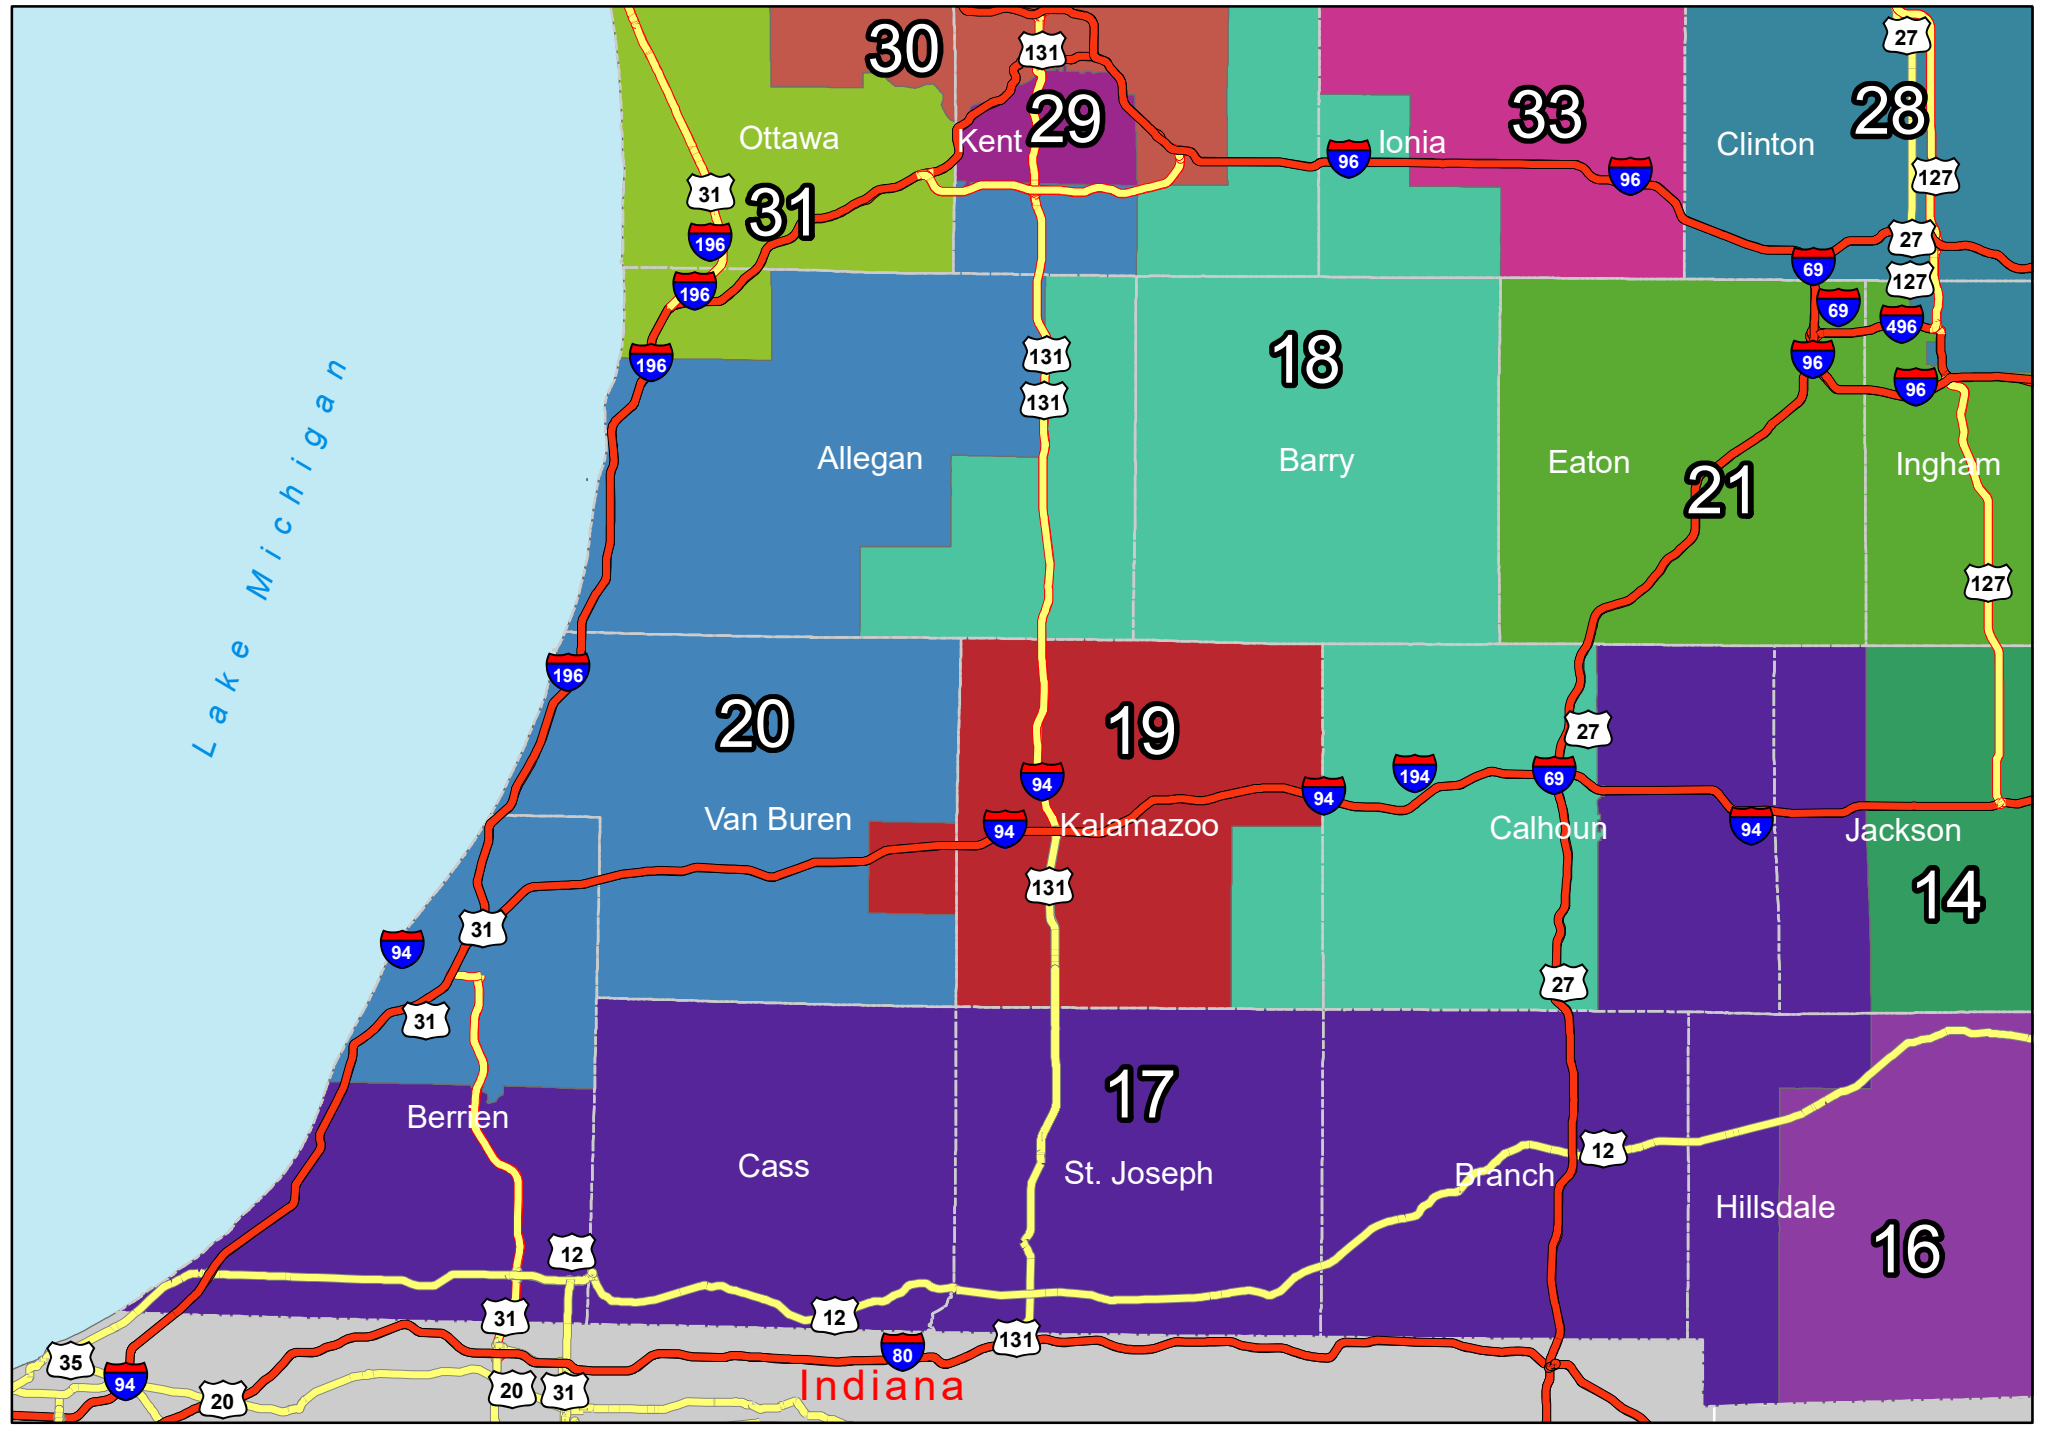 30
131
27
29
33
28
Ottawa
Kent
Ionia
Clinton
96
96
127
31
31
196
27
69
127
196
69
496
131
18
96
196
96
131
Lake Michigan
Allegan
Barry
Eaton
Ingham
21
127
196
20
19
27
94
194
69
94
Van Buren
94
Kalamazoo
Calhoun
94
Jackson
131
14
31
94
27
31
17
Berrien
12
Cass
St. Joseph
Branch
Hillsdale
12
16
31
12
131
80
35
94
Indiana
20
20
31